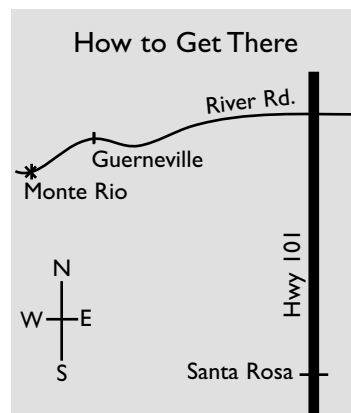 How to Get There
River Rd.
Guerneville
Monte Rio
Hwy 101
N
W E
S
Santa Rosa